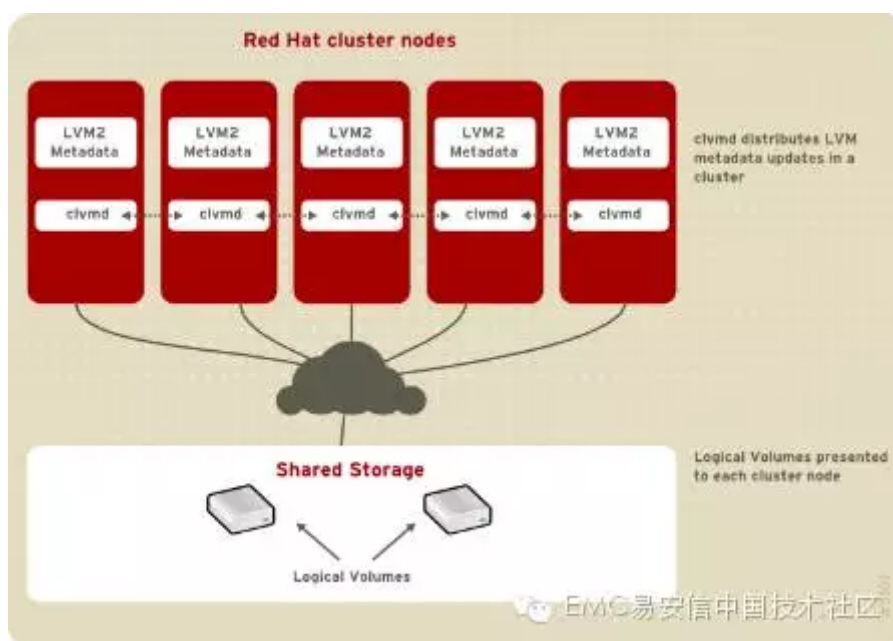 Red Hat cluster nodes
LVM2
Metadata
LVM2
Metadata
LVM2
Metadata
LVM2
Metadata
LVM2
Metadata
clvmd distributes LVM
metadata updates in a
cluster
clvmd
clvmd
clvmd
clvmd
clvmd
Shared Storage
Logical Volumes presented
to each cluster node
Logical Volumes
EMC易安信中国技术社区